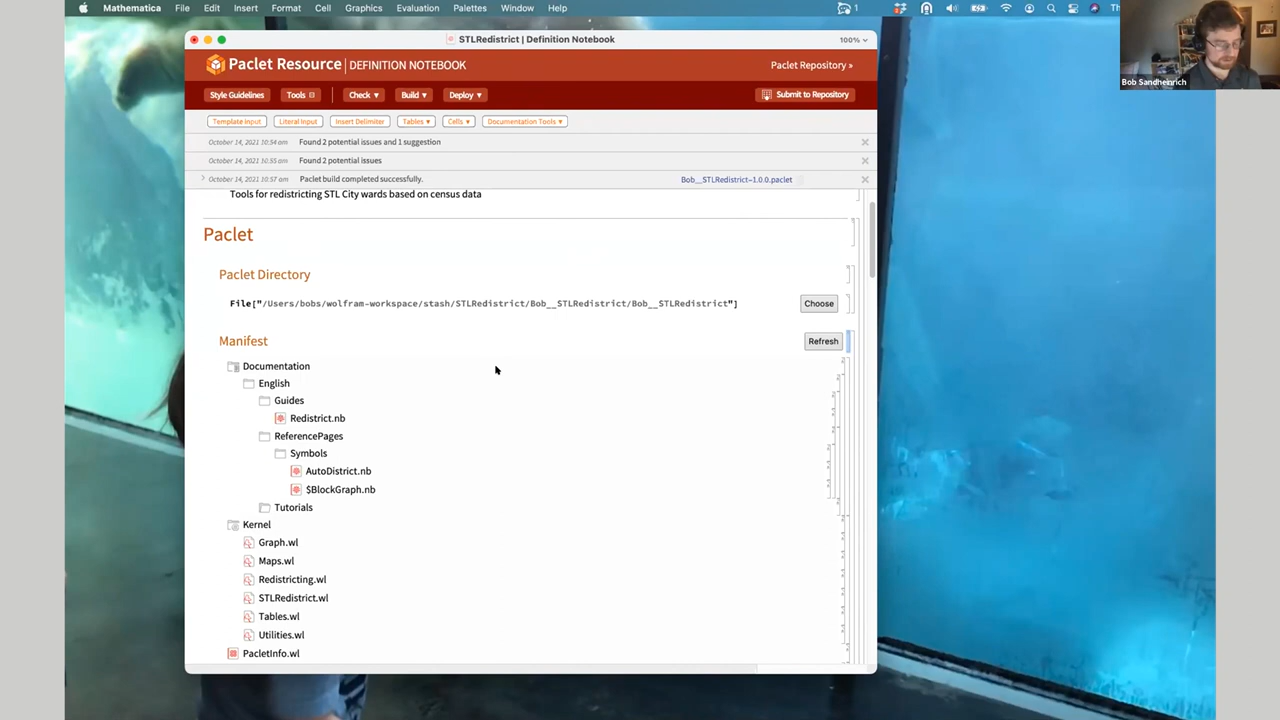 Mathematica File Edit Insert Format Cell Graphics Evaluation Palettes Window Help 1 Th
STLRedistrict | Definition Notebook 100%
Paclet Resource | DEFINITION NOTEBOOK Paclet Repository »
Style Guidelines Tools Check Build Deploy Submit to Repository
Template Input Literal Input Insert Delimiter Tables Cells Documentation Tools
October 14, 2021 10:54 am Found 2 potential issues and 1 suggestion
October 14, 2021 10:55 am Found 2 potential issues
October 14, 2021 10:57 am Paclet build completed successfully. Bob__STLRedistrict-1.0.0.paclet
Tools for redistricting STL City wards based on census data
Paclet
Paclet Directory
File["/Users/bobs/wolfram-workspace/stash/STLRedistrict/Bob__STLRedistrict/Bob__STLRedistrict"] Choose
Manifest Refresh
Documentation
English
Guides
Redistrict.nb
ReferencePages
Symbols
AutoDistrict.nb
$BlockGraph.nb
Tutorials
Kernel
Graph.wl
Maps.wl
Redistricting.wl
STLRedistrict.wl
Tables.wl
Utilities.wl
PacletInfo.wl
Bob Sandheinrich